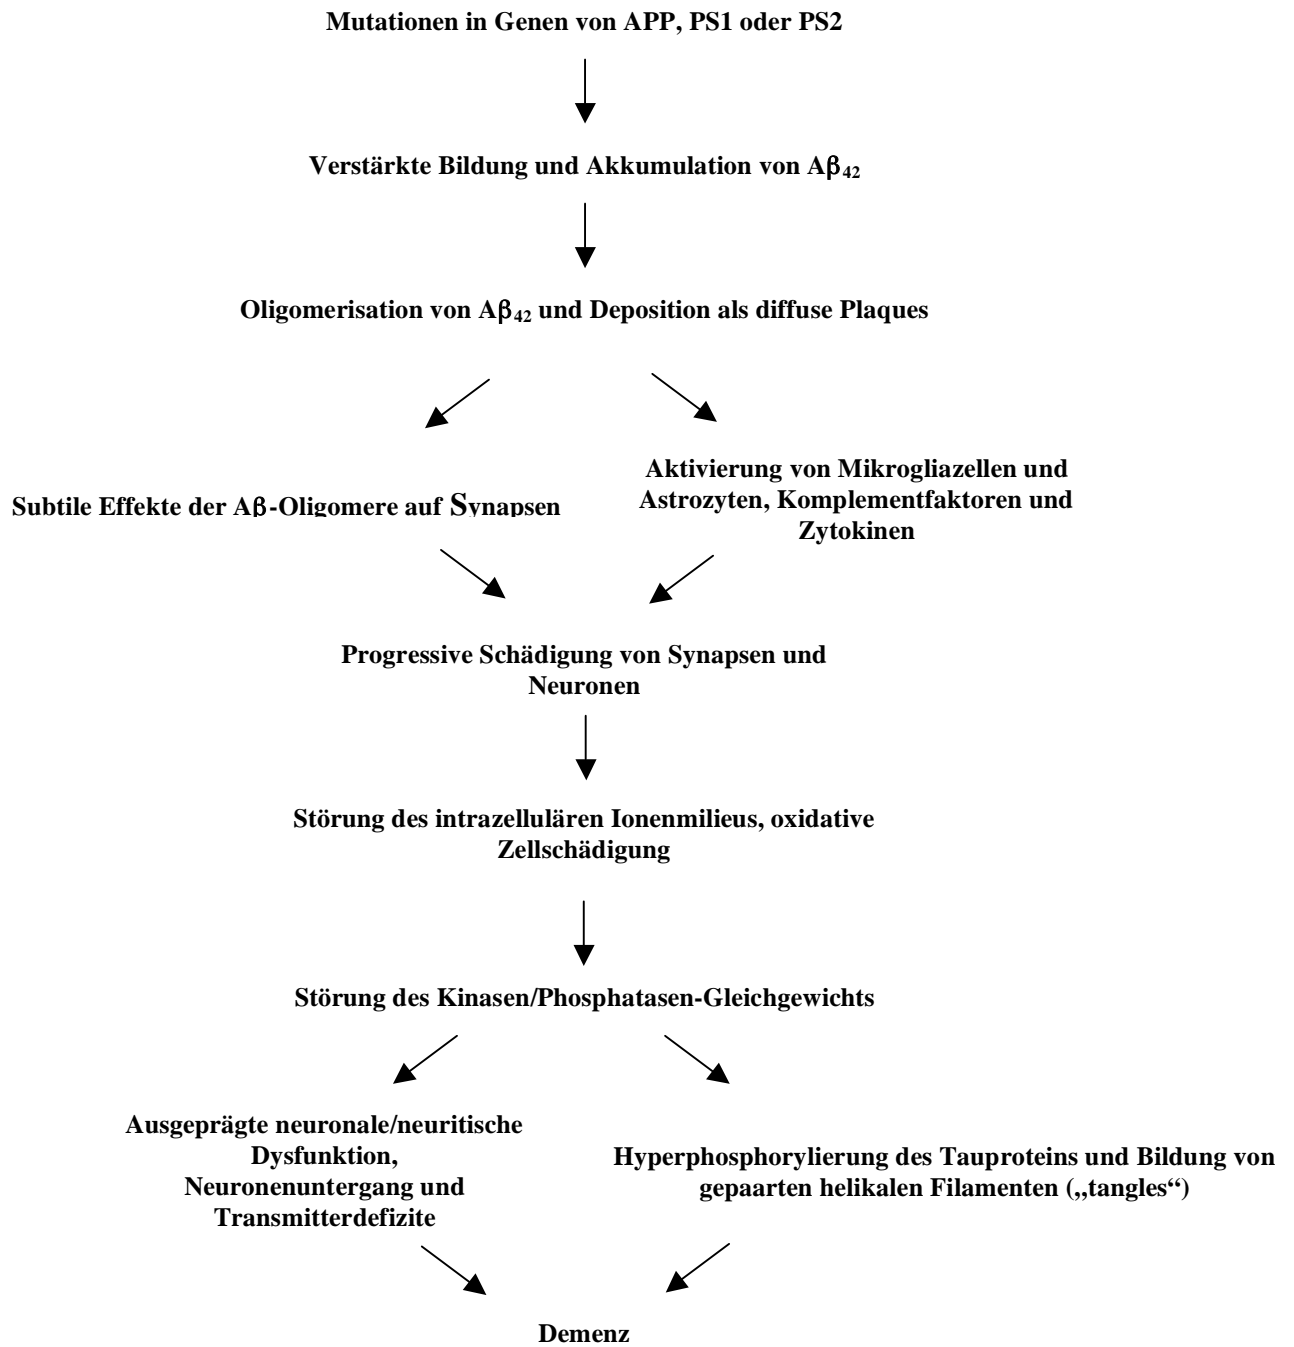 Mutationen in Genen von APP, PS1 oder PS2
Verstärkte Bildung und Akkumulation von Aβ₄₂
Oligomerisation von Aβ₄₂ und Deposition als diffuse Plaques
Subtile Effekte der Aβ-Oligomere auf Synapsen
Aktivierung von Mikrogliazellen und
Astrozyten, Komplementfaktoren und
Zytokinen
Progressive Schädigung von Synapsen und
Neuronen
Störung des intrazellulären Ionenmilieus, oxidative
Zellschädigung
Störung des Kinasen/Phosphatasen-Gleichgewichts
Ausgeprägte neuronale/neuritische
Dysfunktion,
Neuronenuntergang und
Transmitterdefizite
Hyperphosphorylierung des Tauproteins und Bildung von
gepaarten helikalen Filamenten („tangles“)
Demenz